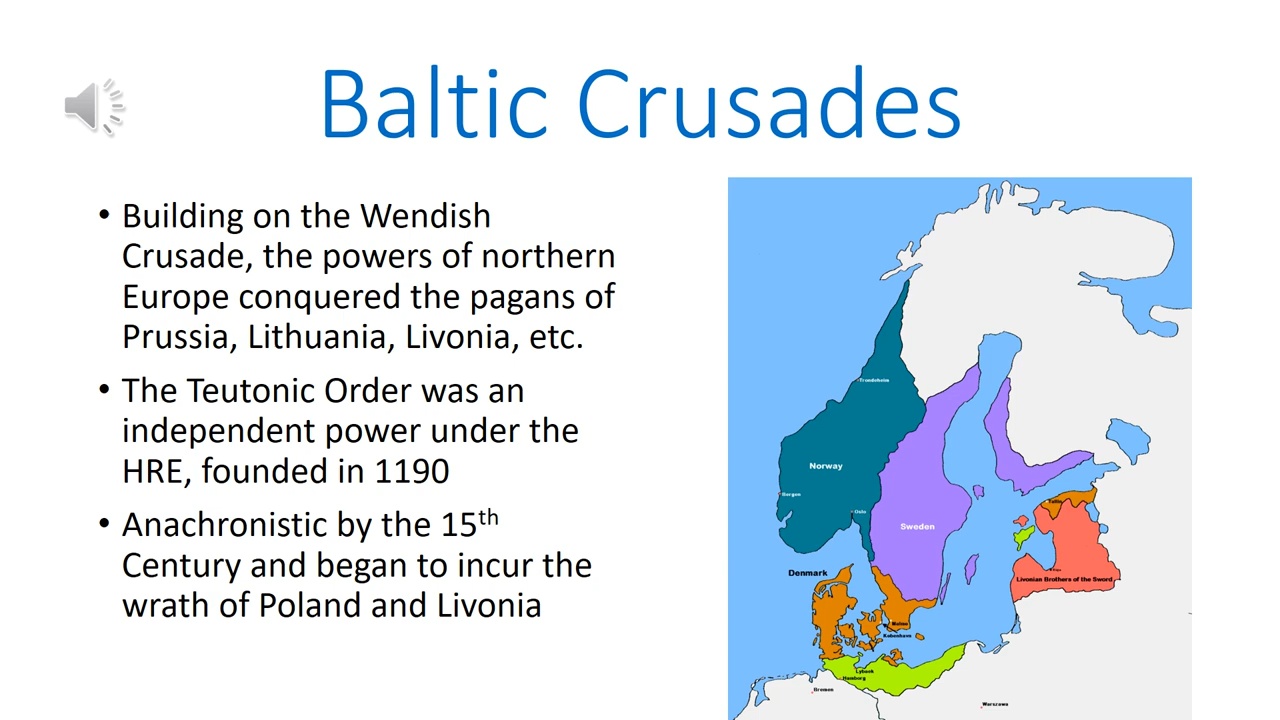 Baltic Crusades
• Building on the Wendish
Crusade, the powers of northern
Europe conquered the pagans of
Prussia, Lithuania, Livonia, etc.
• The Teutonic Order was an
independent power under the
HRE, founded in 1190
• Anachronistic by the 15th
Century and began to incur the
wrath of Poland and Livonia
Trondheim
Norway
Bergen
Oslo
Sweden
Tallin
Livonian Brothers of the Sword
Denmark
Malmo
Kobenhavn
Lybeck
Hamborg
Bremen
Warszawa